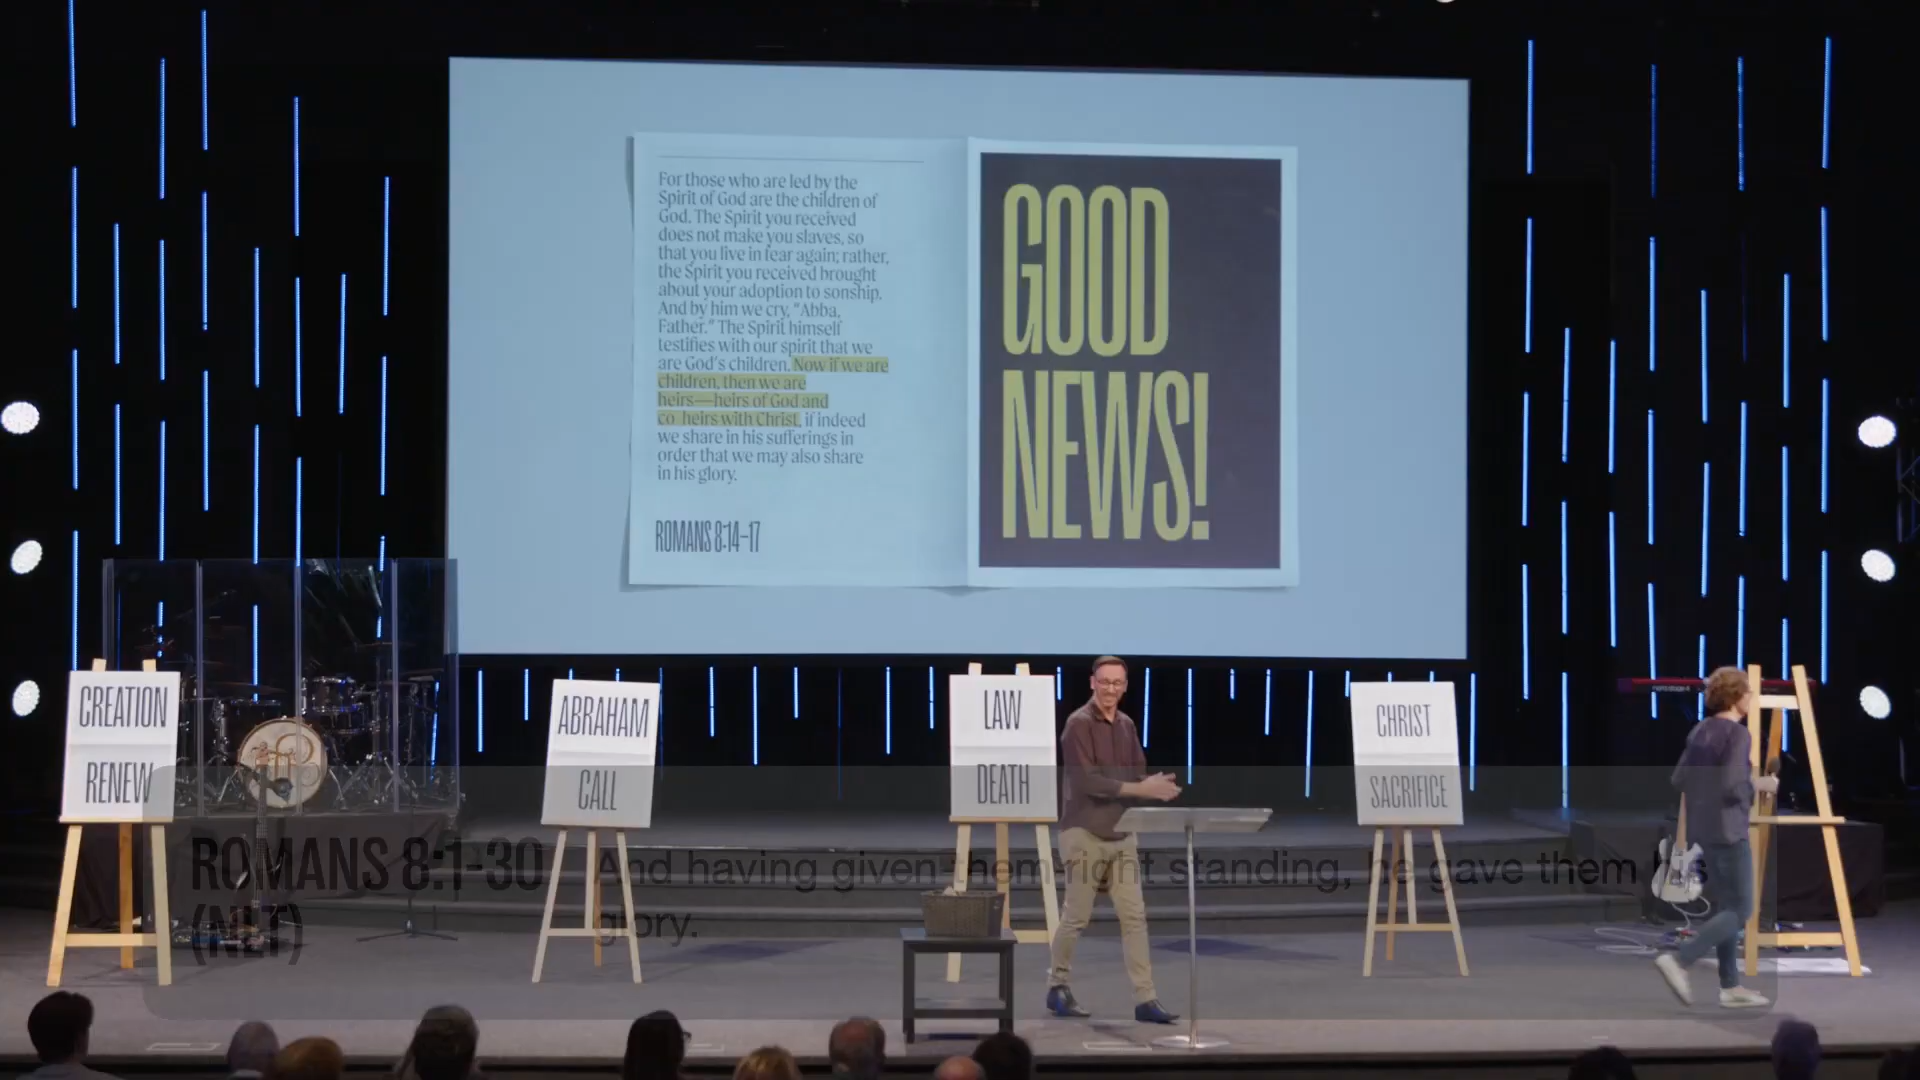 For those who are led by the
Spirit of God are the children of
God. The Spirit you received
does not make you slaves, so
that you live in fear again; rather,
the Spirit you received brought
about your adoption to sonship.
And by him we cry, "Abba,
Father." The Spirit himself
testifies with our spirit that we
are God's children. Now if we are
children, then we are
heirs—heirs of God and
co-heirs with Christ, if indeed
we share in his sufferings in
order that we may also share
in his glory.
ROMANS 8:14–17
GOOD
NEWS!
CREATION
RENEW
ABRAHAM
CALL
LAW
DEATH
CHRIST
SACRIFICE
ROMANS 8:1-30
(NLT)
And having given them right standing, he gave them his
glory.